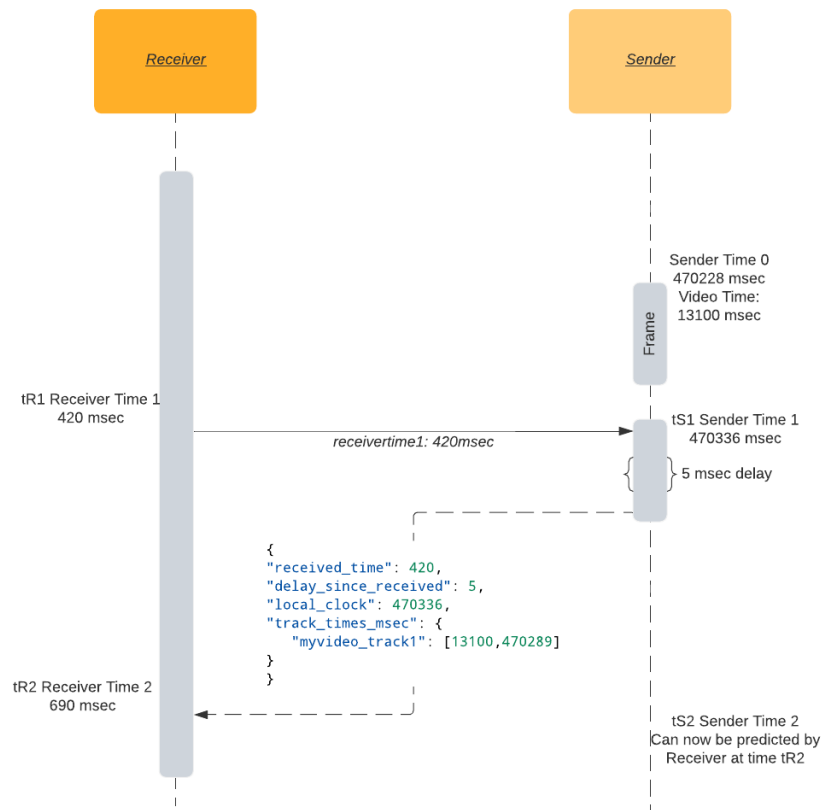 Receiver
Sender
Sender Time 0
470228 msec
Video Time:
13100 msec
Frame
tR1 Receiver Time 1
420 msec
receivertime1: 420msec
tS1 Sender Time 1
470336 msec
5 msec delay
{
"received_time": 420,
"delay_since_received": 5,
"local_clock": 470336,
"track_times_msec": {
"myvideo_track1": [13100,470289]
}
}
tR2 Receiver Time 2
690 msec
tS2 Sender Time 2
Can now be predicted by
Receiver at time tR2